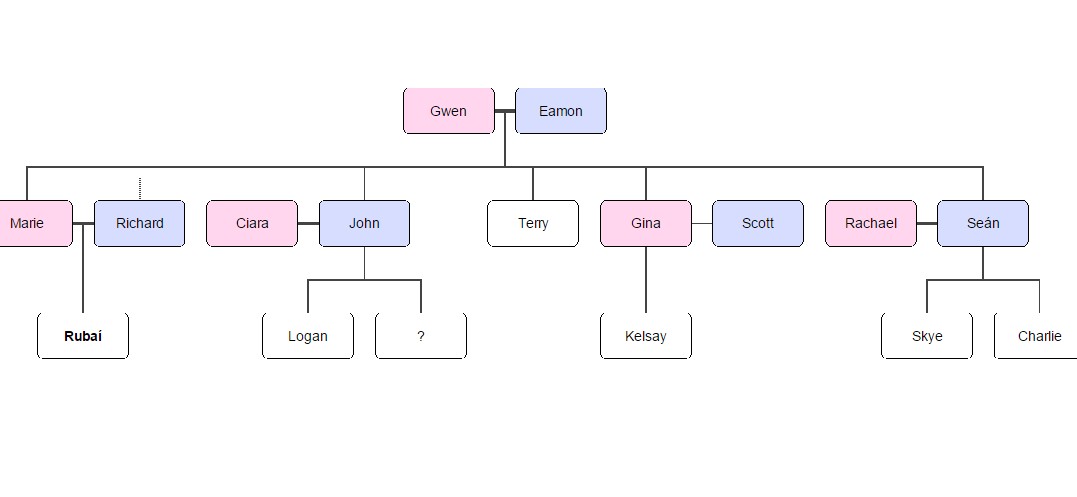 Gwen
Eamon
Marie
Richard
Ciara
John
Terry
Gina
Scott
Rachael
Seán
Rubaí
Logan
?
Kelsay
Skye
Charlie